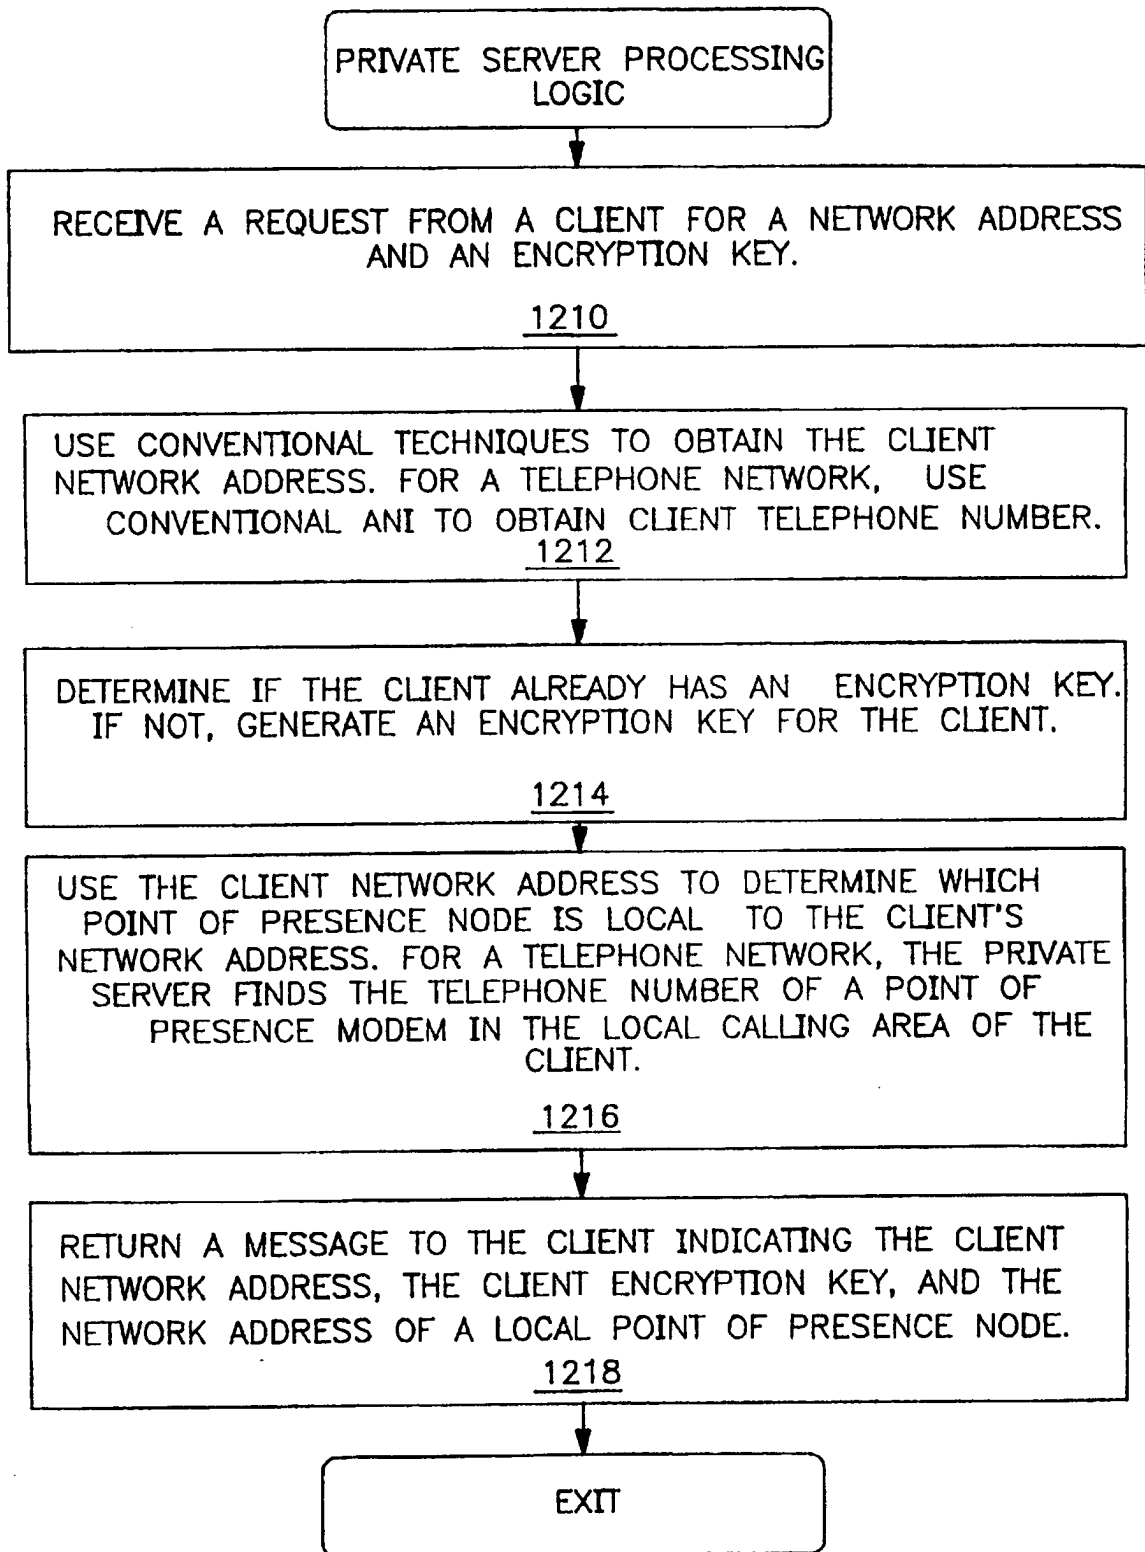 PRIVATE SERVER PROCESSING
LOGIC
RECEIVE A REQUEST FROM A CLIENT FOR A NETWORK ADDRESS
AND AN ENCRYPTION KEY.
1210
USE CONVENTIONAL TECHNIQUES TO OBTAIN THE CLIENT
NETWORK ADDRESS. FOR A TELEPHONE NETWORK, USE
CONVENTIONAL ANI TO OBTAIN CLIENT TELEPHONE NUMBER.
1212
DETERMINE IF THE CLIENT ALREADY HAS AN ENCRYPTION KEY.
IF NOT, GENERATE AN ENCRYPTION KEY FOR THE CLIENT.
1214
USE THE CLIENT NETWORK ADDRESS TO DETERMINE WHICH
POINT OF PRESENCE NODE IS LOCAL TO THE CLIENT'S
NETWORK ADDRESS. FOR A TELEPHONE NETWORK, THE PRIVATE
SERVER FINDS THE TELEPHONE NUMBER OF A POINT OF
PRESENCE MODEM IN THE LOCAL CALLING AREA OF THE
CLIENT.
1216
RETURN A MESSAGE TO THE CLIENT INDICATING THE CLIENT
NETWORK ADDRESS, THE CLIENT ENCRYPTION KEY, AND THE
NETWORK ADDRESS OF A LOCAL POINT OF PRESENCE NODE.
1218
EXIT